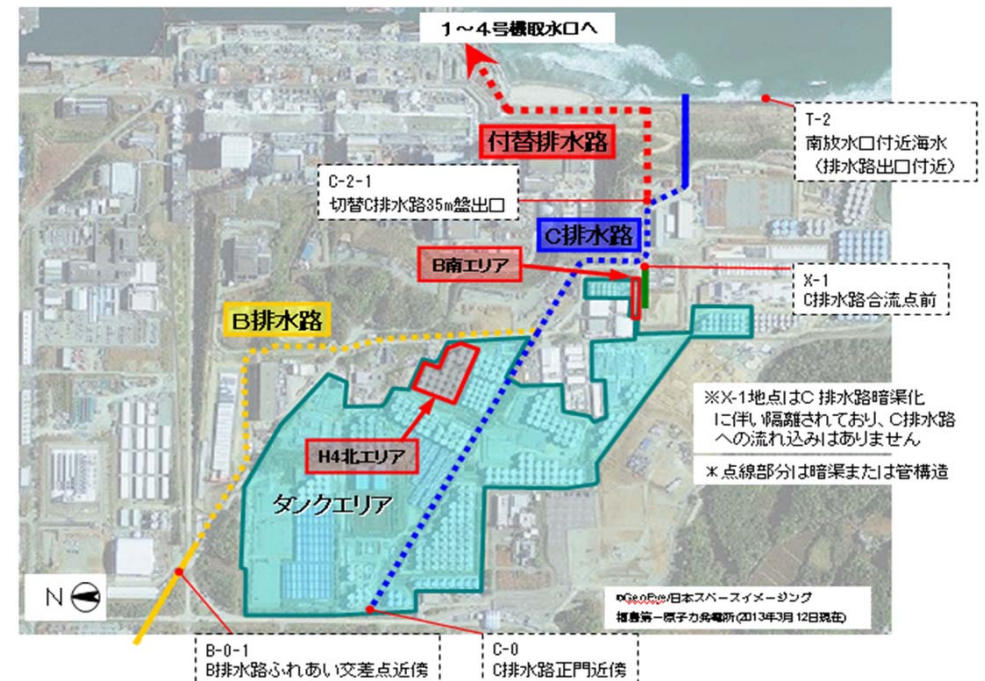 1～4号機取水口へ
付替排水路
T-2
南放水口付近海水
（排水路出口付近）
C-2-1
切替C排水路35m盤出口
C排水路
B南エリア
X-1
C排水路合流点前
B排水路
※X-1地点はC 排水路暗渠化
に伴い隔離されており、C排水路
への流れ込みはありません
H4北エリア
＊点線部分は暗渠または管構造
タンクエリア
N
©GeoEye/日本スペースイメージング
福島第一原子力発電所(2013年3月12日現在)
B-0-1
B排水路ふれあい交差点近傍
C-0
C排水路正門近傍